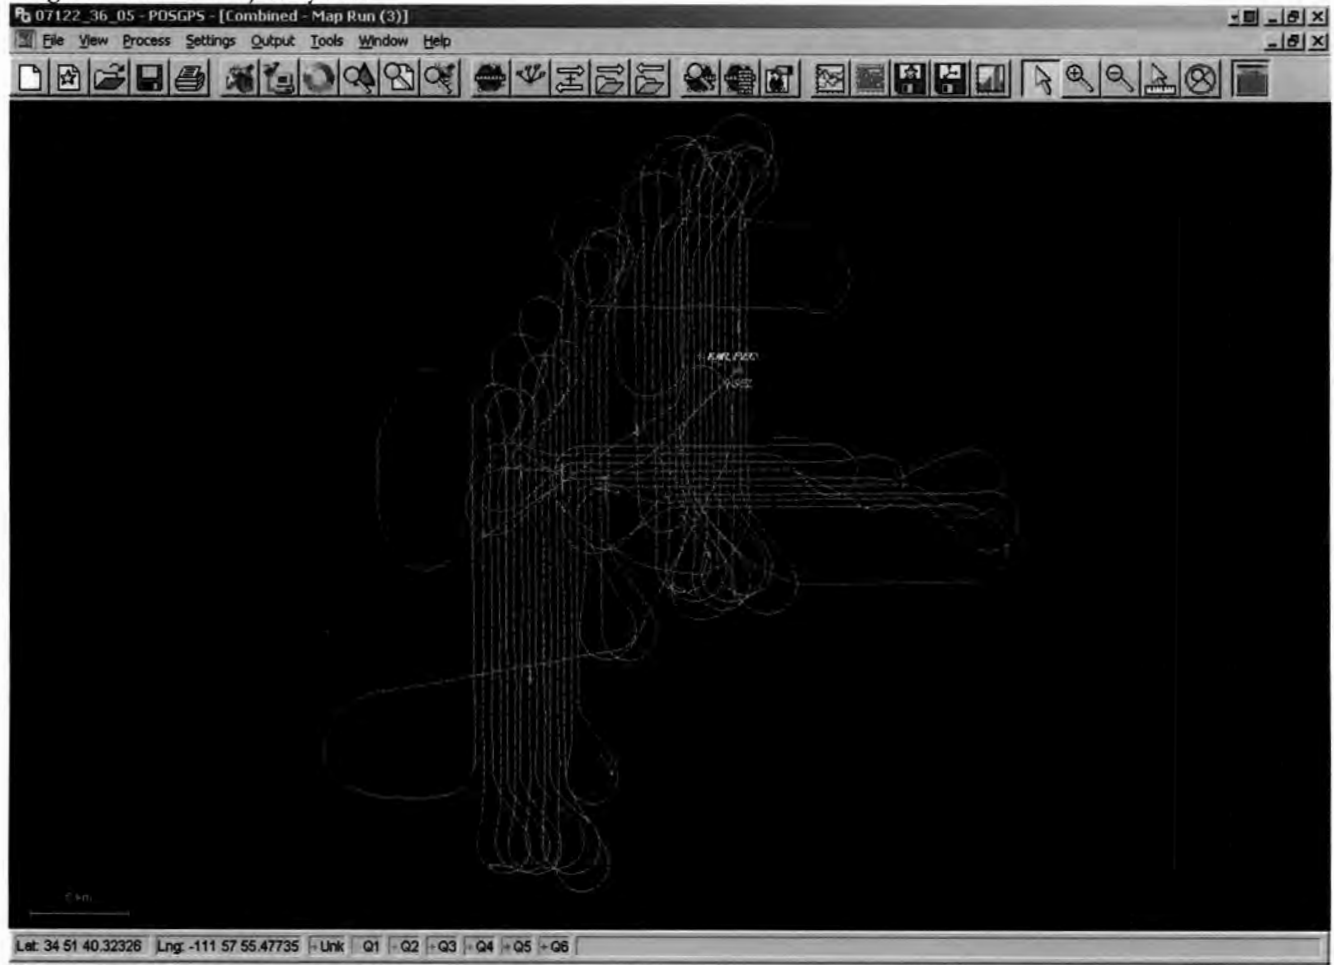 07122_36_05 - POSGPS - [Combined - Map Run (3)]
File View Process Settings Output Tools Window Help
Lat: 34 51 40.32326 Lng: -111 57 55.47735 Unk Q1 Q2 Q3 Q4 Q5 Q6